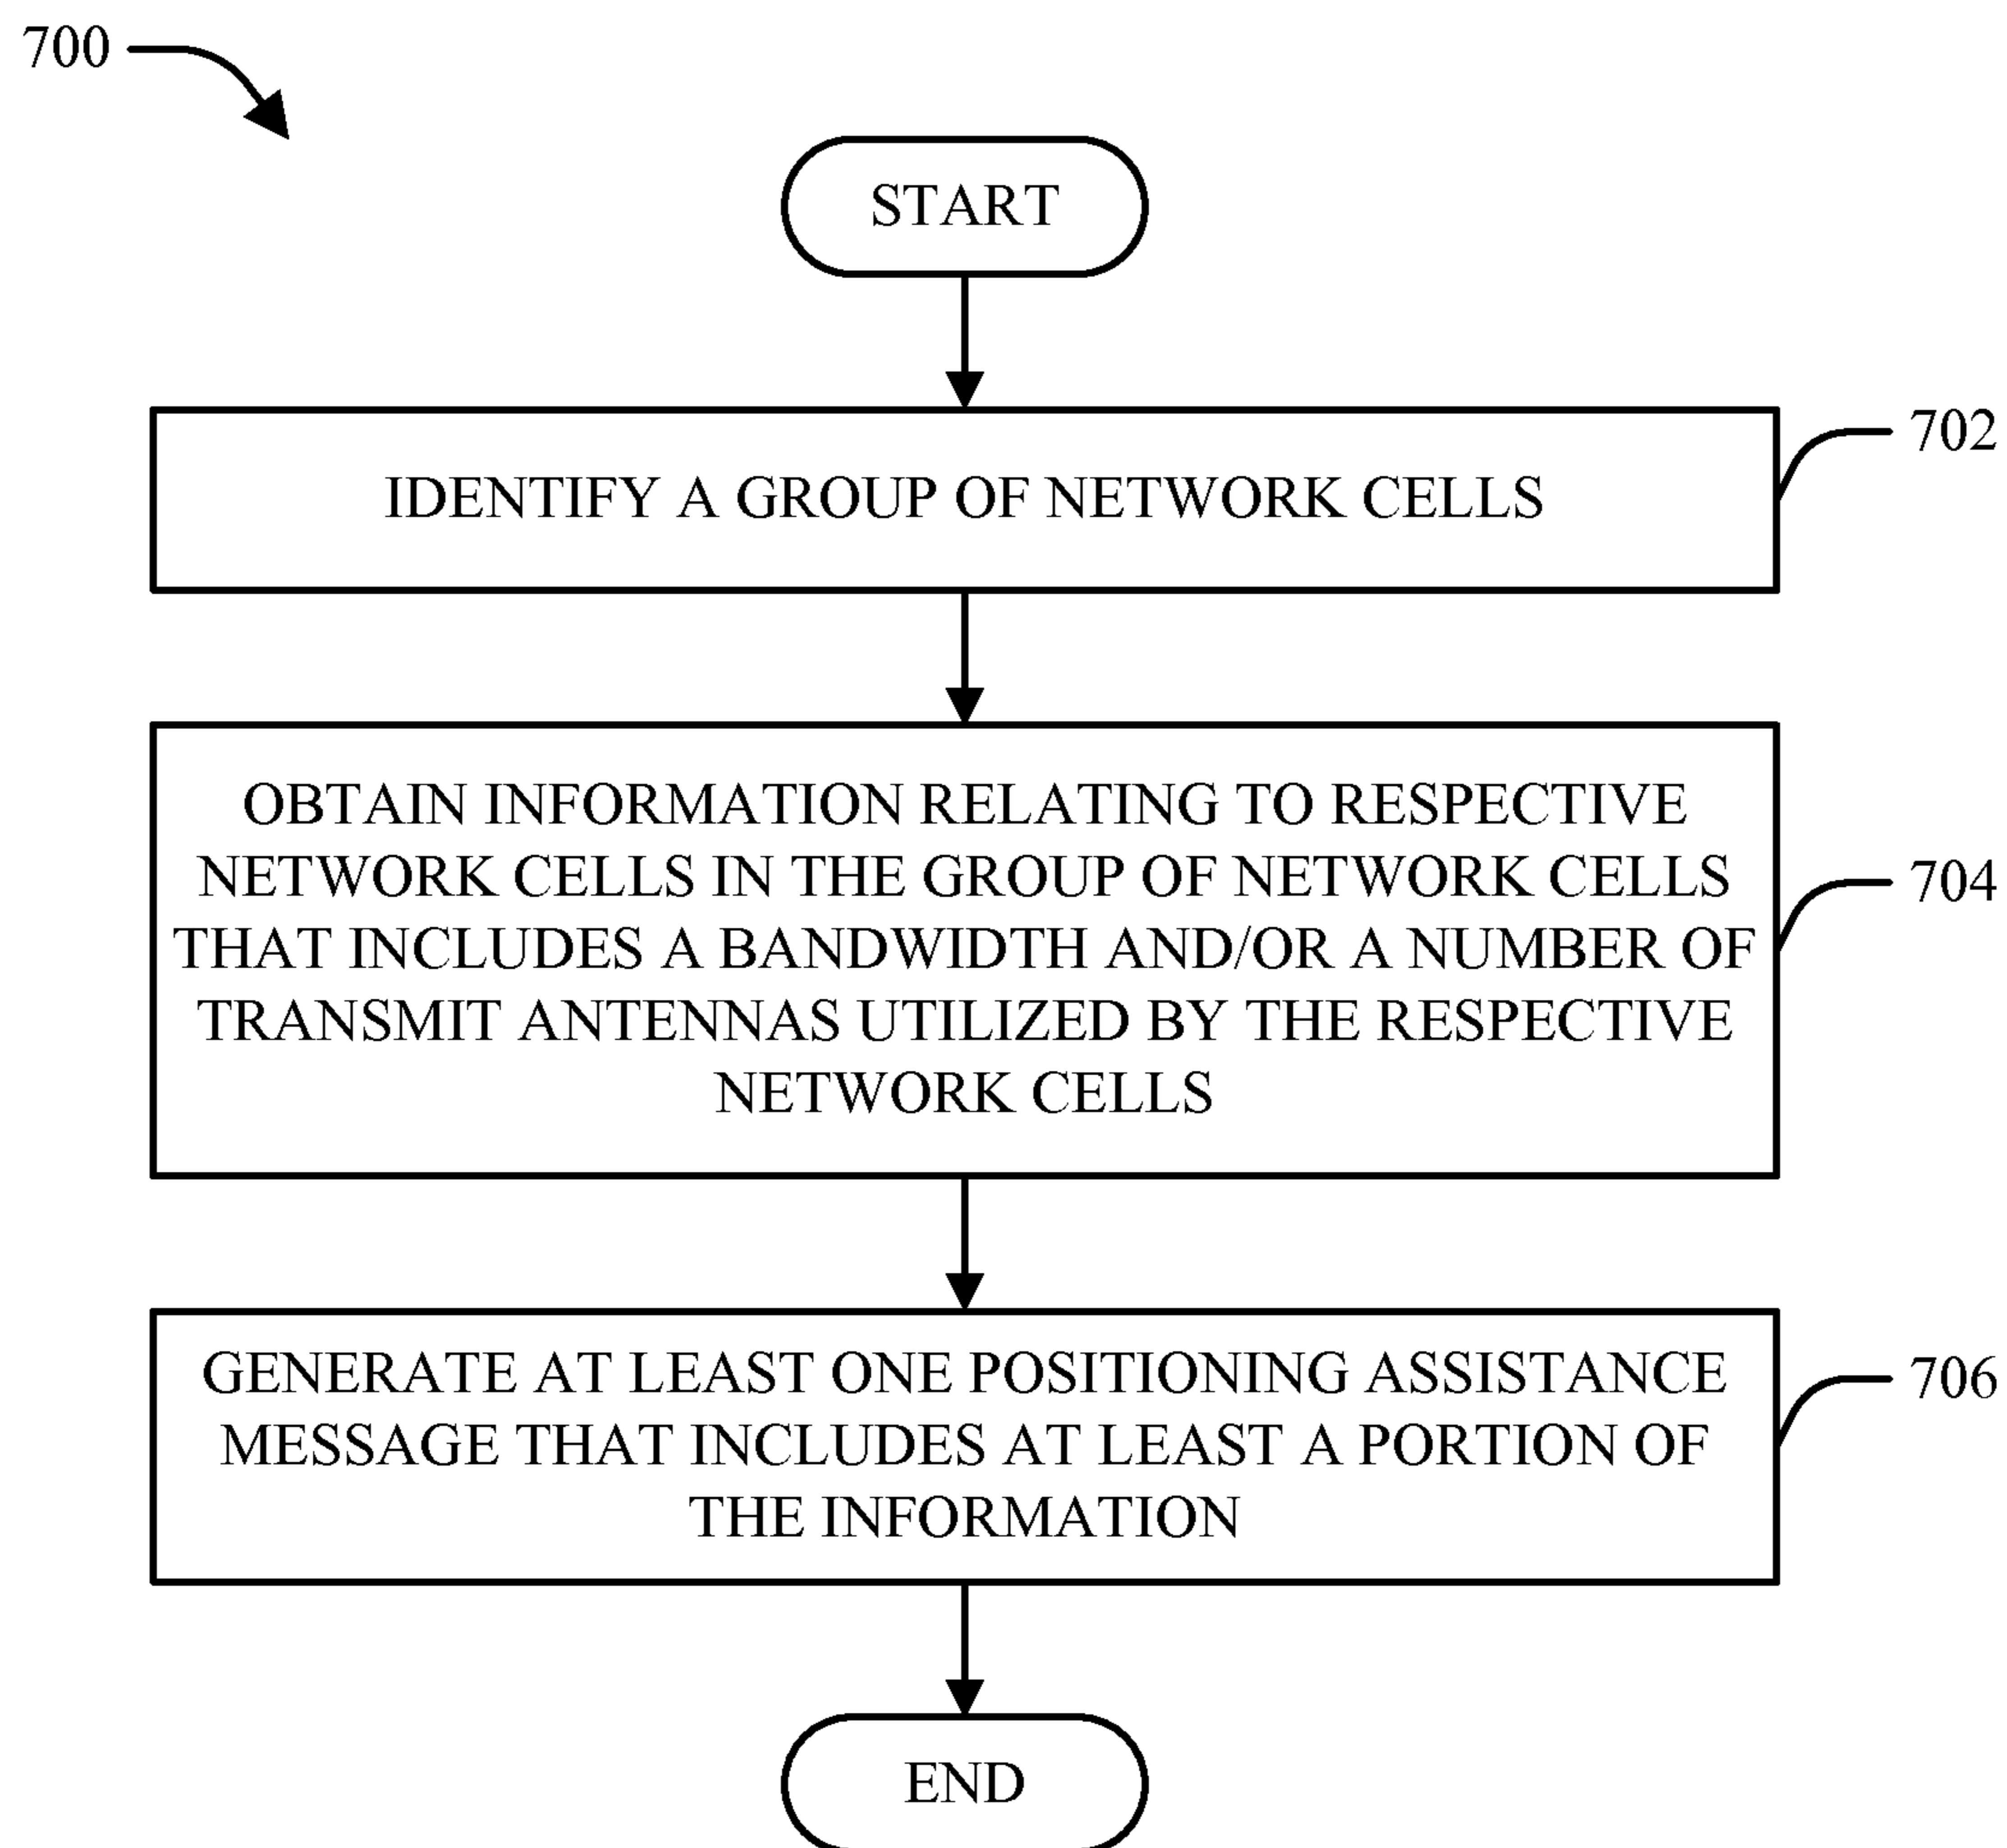 700
START
IDENTIFY A GROUP OF NETWORK CELLS
702
OBTAIN INFORMATION RELATING TO RESPECTIVE
NETWORK CELLS IN THE GROUP OF NETWORK CELLS
THAT INCLUDES A BANDWIDTH AND/OR A NUMBER OF
TRANSMIT ANTENNAS UTILIZED BY THE RESPECTIVE
NETWORK CELLS
704
GENERATE AT LEAST ONE POSITIONING ASSISTANCE
MESSAGE THAT INCLUDES AT LEAST A PORTION OF
THE INFORMATION
706
END